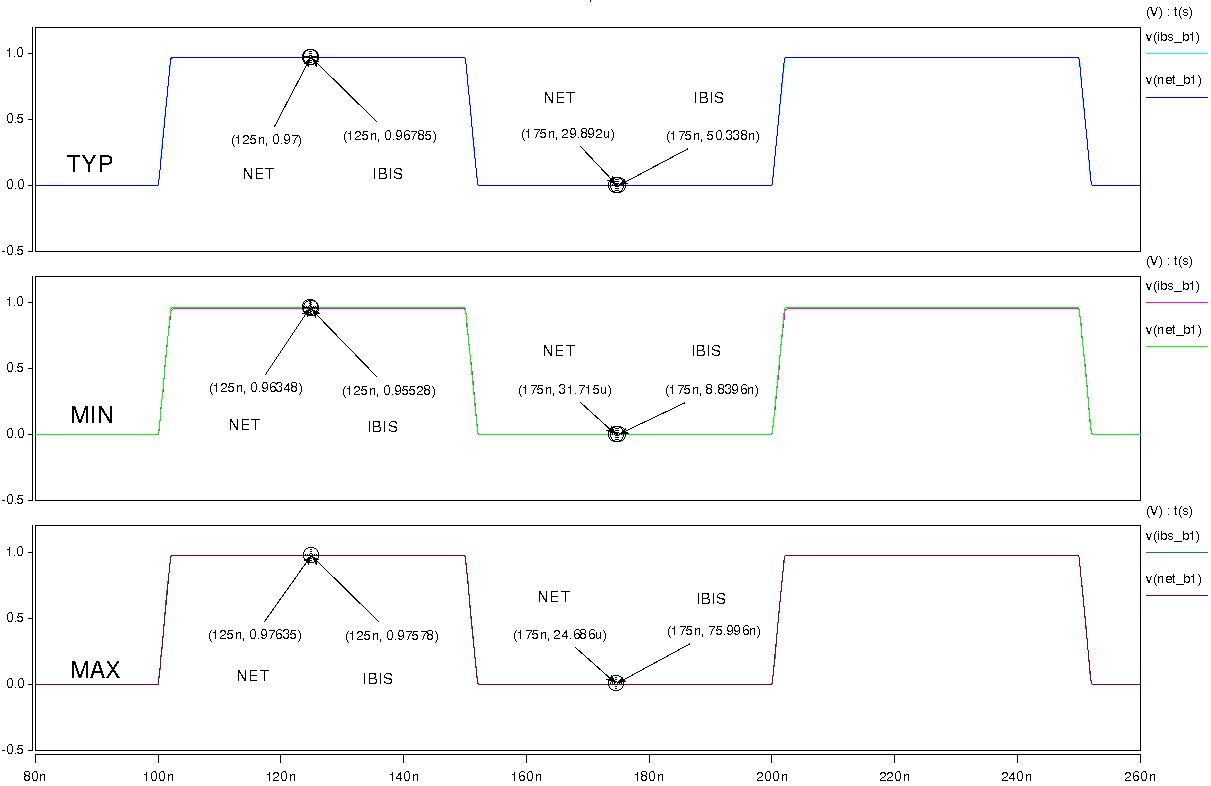 (V) : t(s)
v(ibs_b1)
v(net_b1)
1.0
0.5
0.0
-0.5
TYP
(125n, 0.97)
(125n, 0.96785)
NET
IBIS
NET
IBIS
(175n, 29.892u)
(175n, 50.338n)
(V) : t(s)
v(ibs_b1)
v(net_b1)
1.0
0.5
0.0
-0.5
MIN
(125n, 0.96348)
(125n, 0.95528)
NET
IBIS
NET
IBIS
(175n, 31.715u)
(175n, 8.8396n)
(V) : t(s)
v(ibs_b1)
v(net_b1)
1.0
0.5
0.0
-0.5
MAX
(125n, 0.97635)
(125n, 0.97578)
NET
IBIS
NET
IBIS
(175n, 24.686u)
(175n, 75.996n)
80n 100n 120n 140n 160n 180n 200n 220n 240n 260n